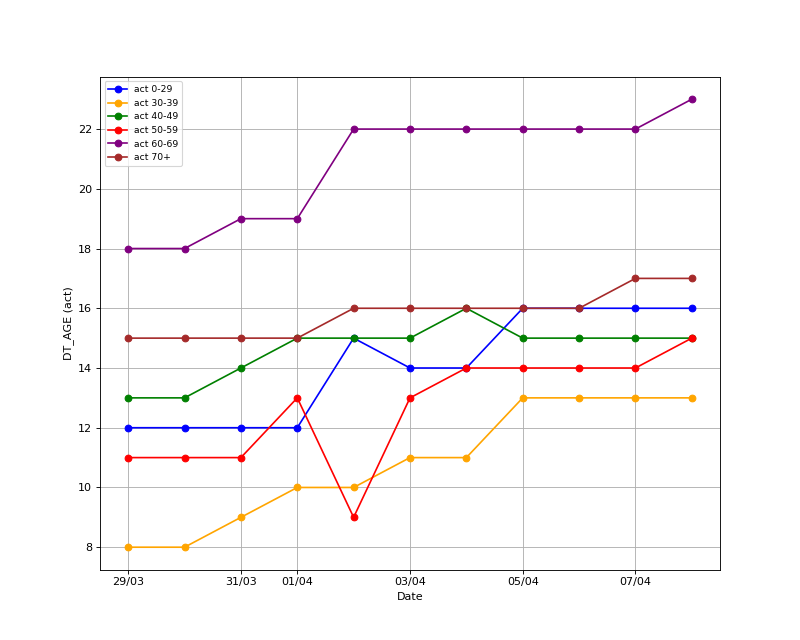 act 0-29
act 30-39
act 40-49
act 50-59
act 60-69
act 70+
22
20
18
16
14
12
10
8
DT_AGE (act)
29/03 31/03 01/04 03/04 05/04 07/04
Date